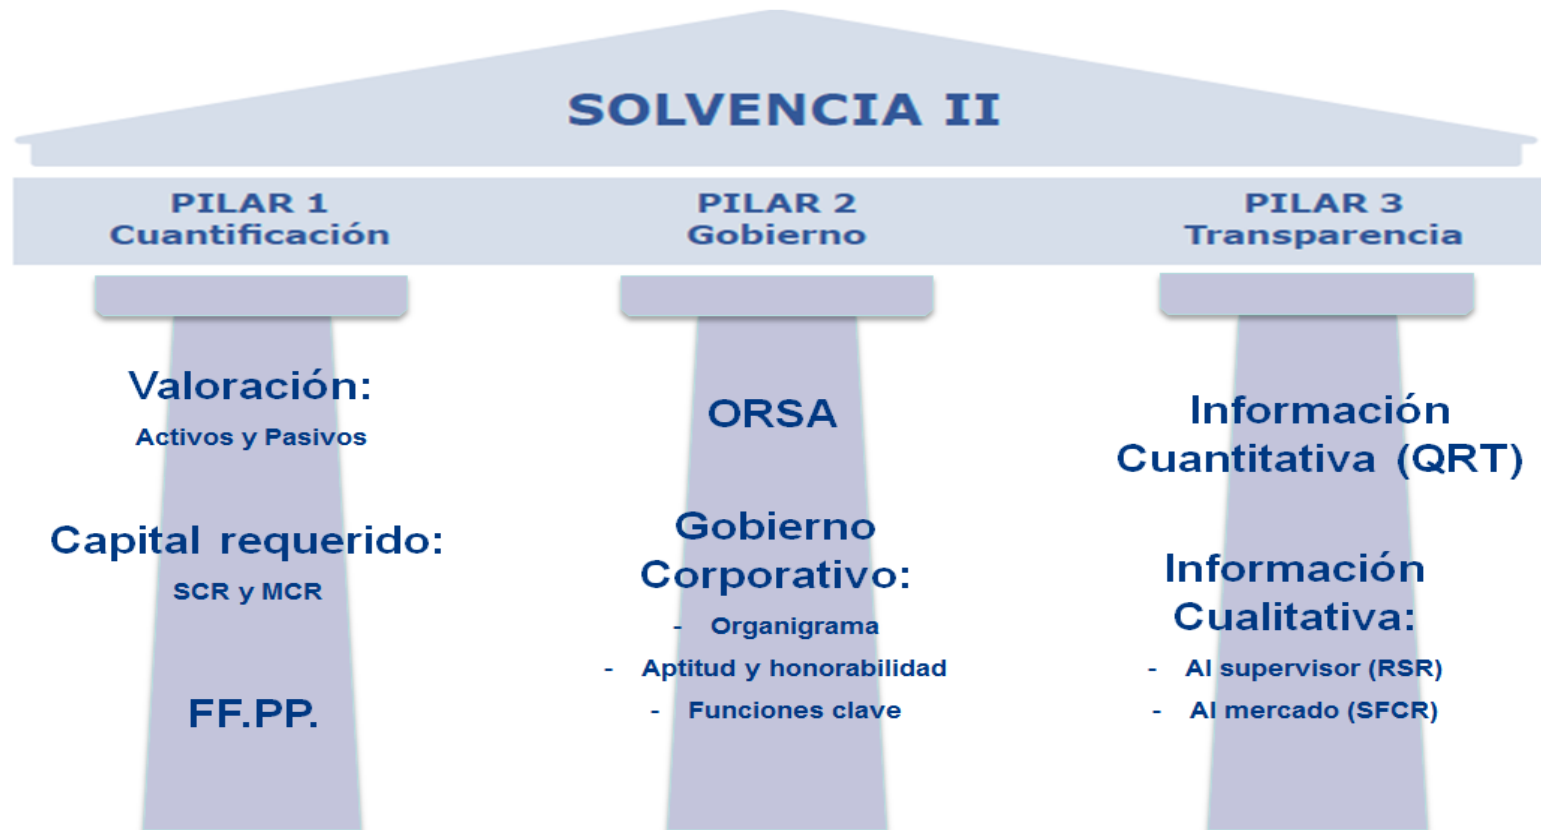 SOLVENCIA II
PILAR 1
Cuantificación
PILAR 2
Gobierno
PILAR 3
Transparencia
Valoración:
Activos y Pasivos
Capital requerido:
SCR y MCR
FF.PP.
ORSA
Gobierno
Corporativo:
- Organigrama
- Aptitud y honorabilidad
- Funciones clave
Información
Cuantitativa (QRT)
Información
Cualitativa:
- Al supervisor (RSR)
- Al mercado (SFCR)